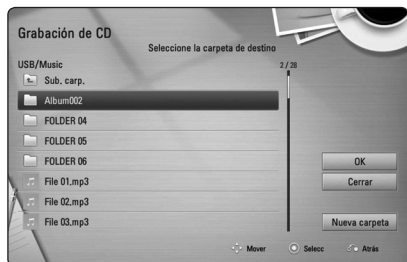 Grabación de CD
Seleccione la carpeta de destino
USB/Music
2 / 28
Sub. carp.
Album002
FOLDER 04
FOLDER 05
FOLDER 06
File 01.mp3
File 02.mp3
File 03.mp3
OK
Cerrar
Nueva carpeta
Mover
Selecc
Atrás